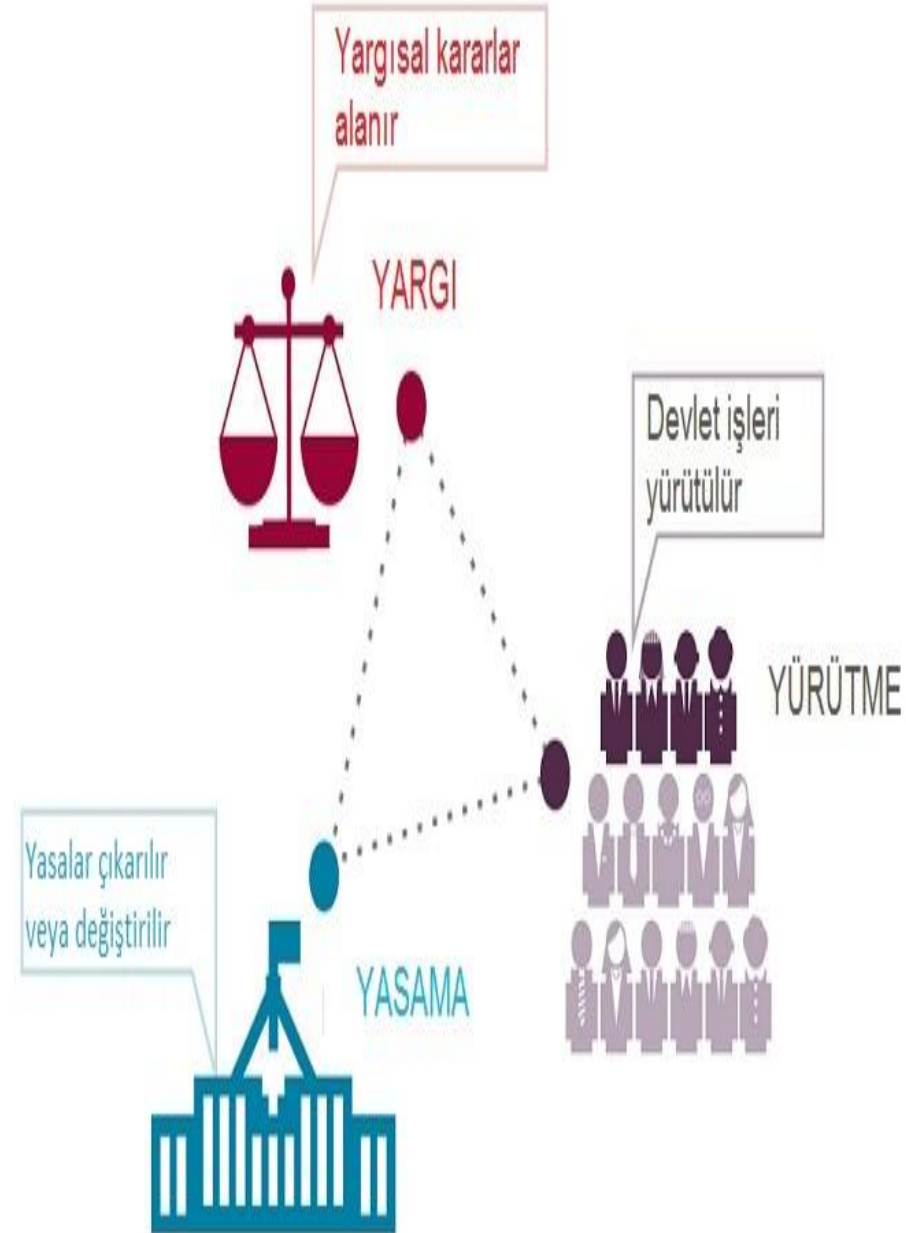 Yargısal kararlar
alanır
YARGI
Devlet işleri
yürütülür
YÜRÜTME
Yasalar çıkarılır
veya değiştirilir
YASAMA